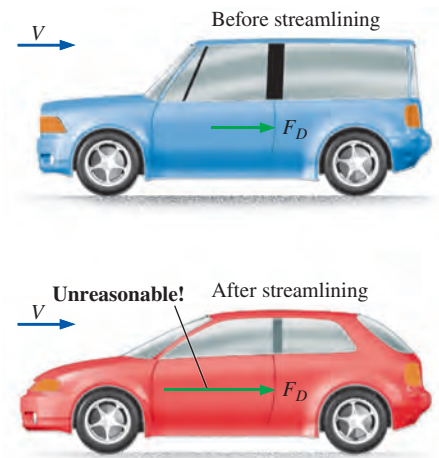 Before streamlining
V
F_D
Unreasonable! After streamlining
V
F_D